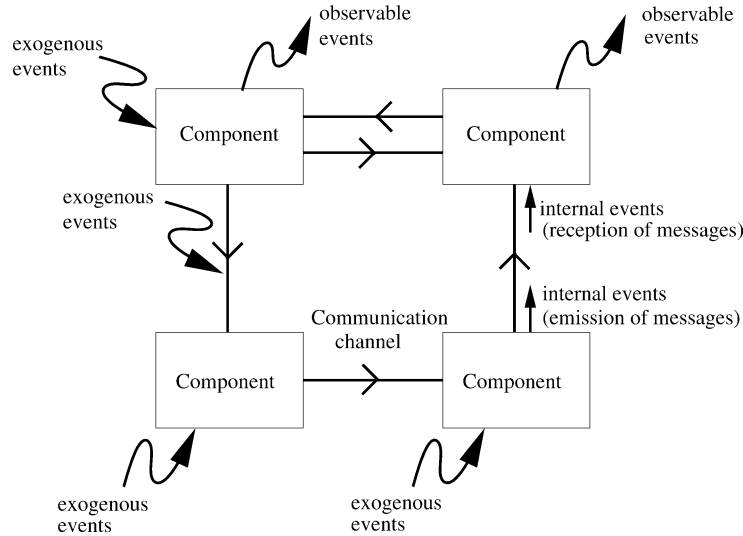 observable
events
observable
events
exogenous
events
Component
Component
exogenous
events
internal events
(reception of messages)
internal events
(emission of messages)
Communication
channel
Component
Component
exogenous
events
exogenous
events